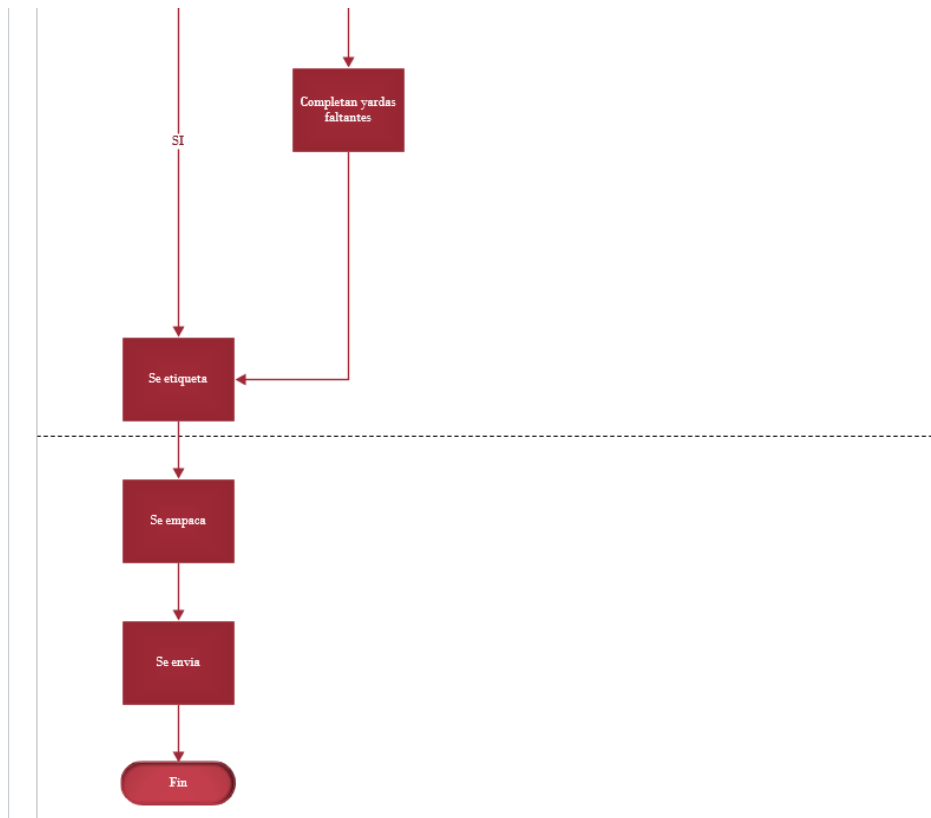 Completan yardas
faltantes
SI
Se etiqueta
Se empaca
Se envia
Fin